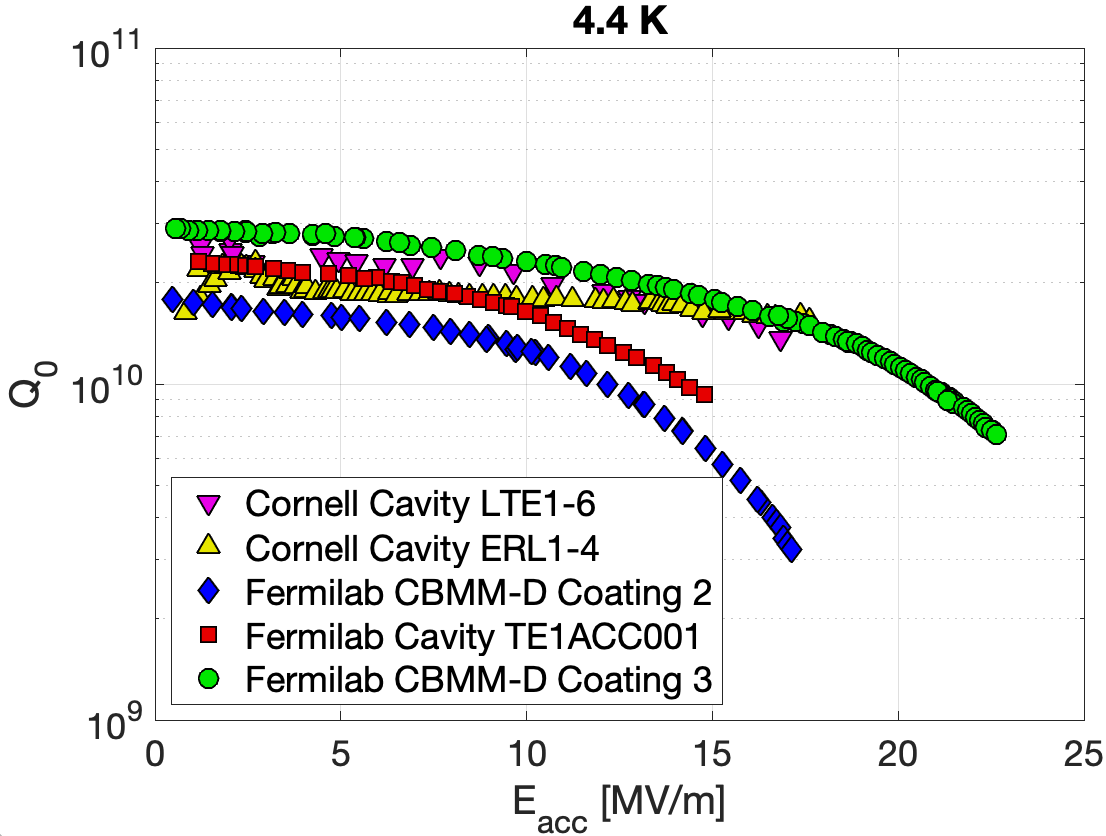 4.4 K
10^11
10^10
10^9
Q_0
Cornell Cavity LTE1-6
Cornell Cavity ERL1-4
Fermilab CBMM-D Coating 2
Fermilab Cavity TE1ACC001
Fermilab CBMM-D Coating 3
0 5 10 15 20 25
E_acc [MV/m]